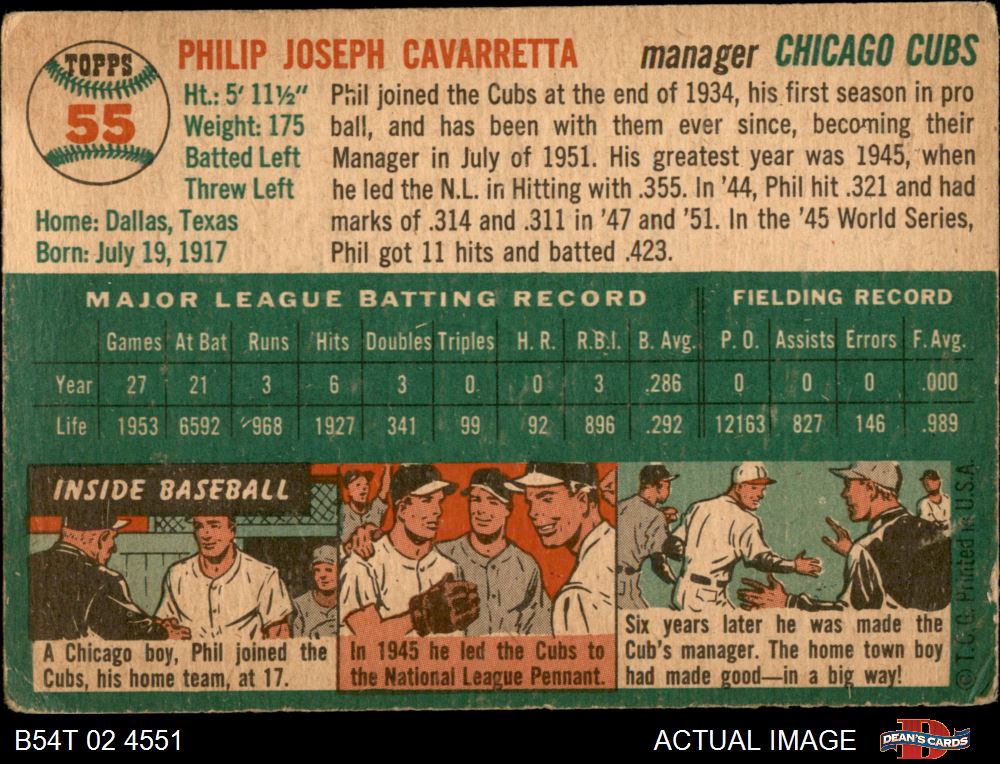 TOPPS
55
PHILIP JOSEPH CAVARRETTA manager CHICAGO CUBS
Ht.: 5' 11½"
Weight: 175
Batted Left
Threw Left
Home: Dallas, Texas
Born: July 19, 1917
Phil joined the Cubs at the end of 1934, his first season in pro
ball, and has been with them ever since, becoming their
Manager in July of 1951. His greatest year was 1945, when
he led the N.L. in Hitting with .355. In '44, Phil hit .321 and had
marks of .314 and .311 in '47 and '51. In the '45 World Series,
Phil got 11 hits and batted .423.
MAJOR LEAGUE BATTING RECORD FIELDING RECORD
Games At Bat Runs Hits Doubles Triples H. R. R.B.I. B. Avg. P. O. Assists Errors F. Avg.
Year 27 21 3 6 3 0 0 3 .286 0 0 0 .000
Life 1953 6592 968 1927 341 99 92 896 .292 12163 827 146 .989
INSIDE BASEBALL
A Chicago boy, Phil joined the
Cubs, his home team, at 17.
In 1945 he led the Cubs to
the National League Pennant.
Six years later he was made the
Cub's manager. The home town boy
had made good—in a big way!
© T.C.G. Printed in U.S.A.
B54T 02 4551
ACTUAL IMAGE
DEAN'S CARDS